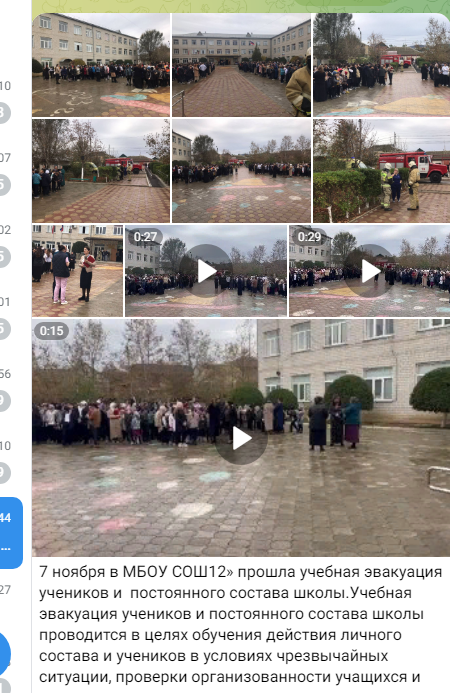 10
07
02
01
56
10
44
...
27
0:27
0:29
0:15
7 ноября в МБОУ СОШ12» прошла учебная эвакуация
учеников и постоянного состава школы.Учебная
эвакуация учеников и постоянного состава школы
проводится в целях обучения действия личного
состава и учеников в условиях чрезвычайных
ситуации, проверки организованности учащихся и